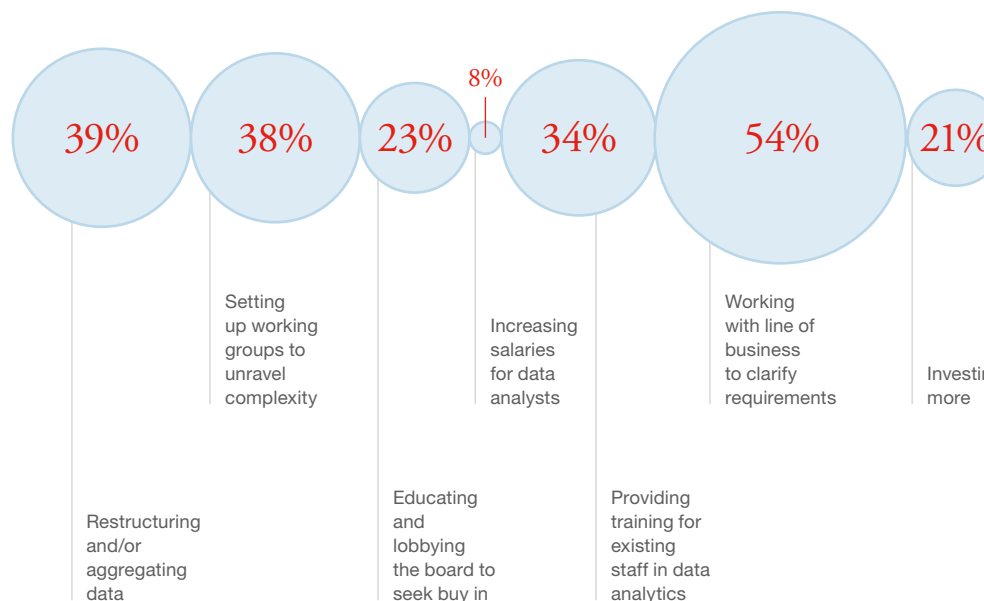 8%
39%
38%
23%
34%
54%
21%
Setting
up working
groups to
unravel
complexity
Increasing
salaries
for data
analysts
Working
with line of
business
to clarify
requirements
more
Restructuring
and/or
aggregating
data
Educating
and
lobbying
the board to
seek buy in
Providing
training for
existing
staff in data
analytics